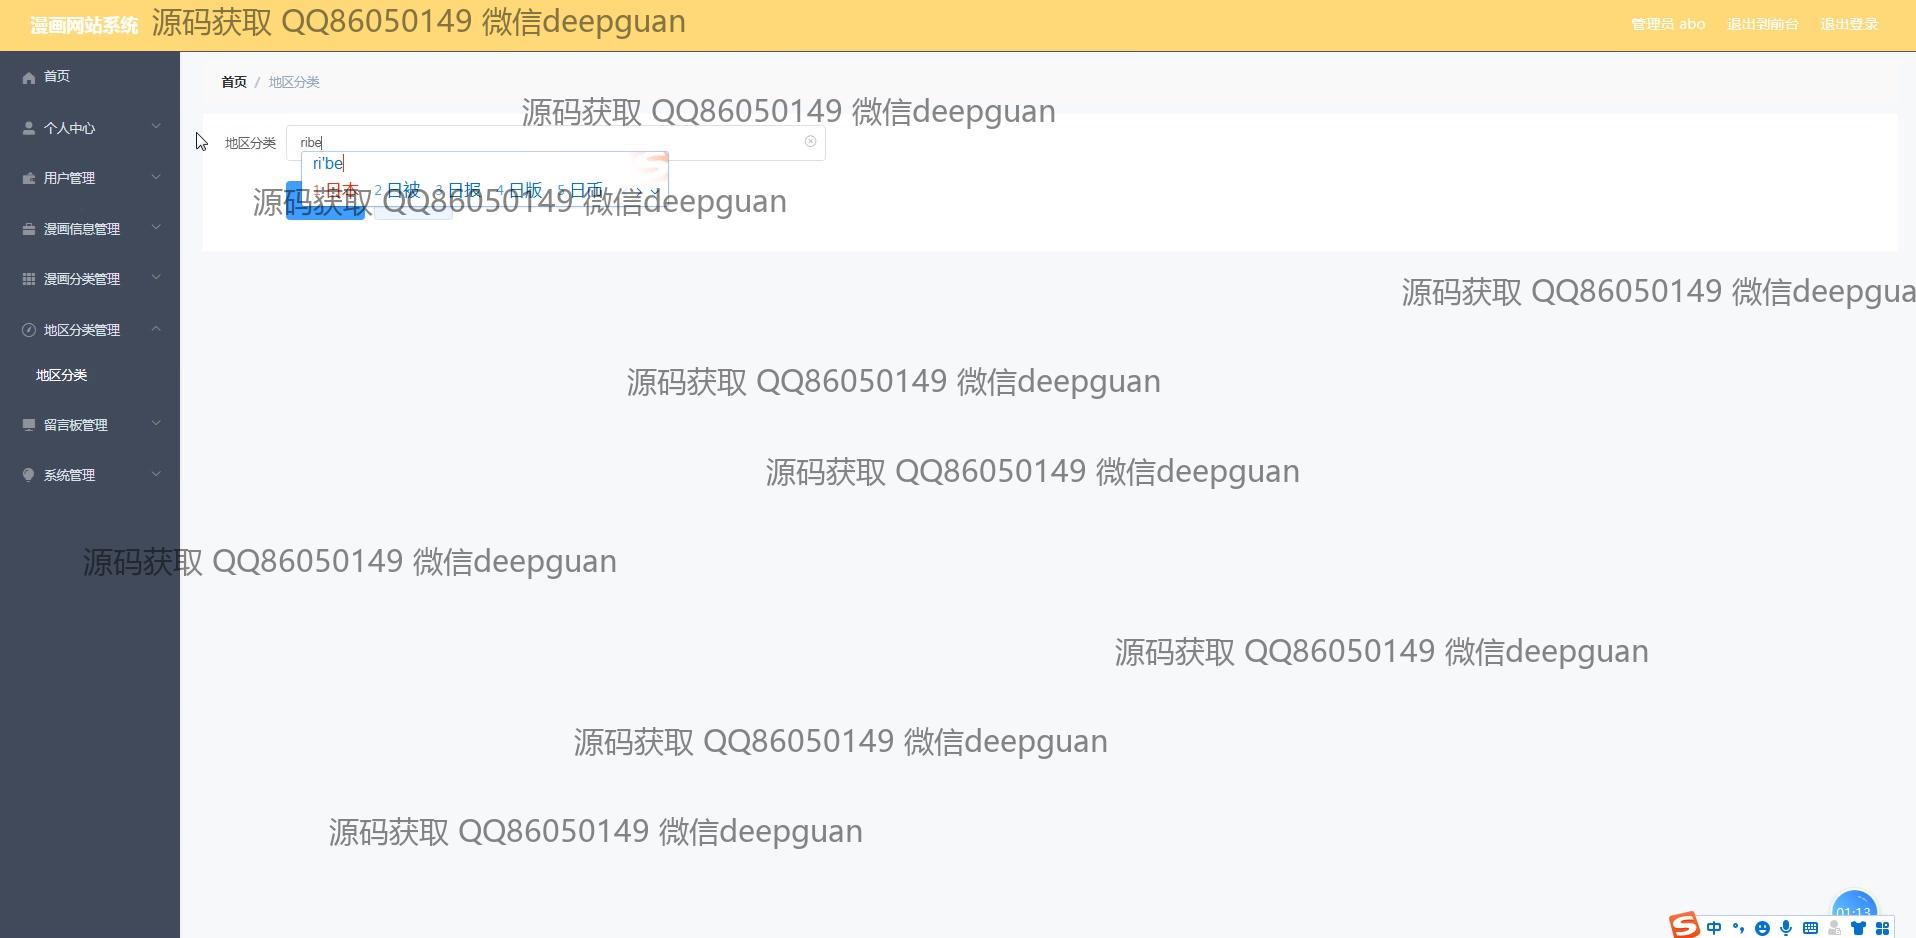 漫画网站系统
源码获取 QQ86050149 微信deepguan
管理员 abo 退出到前台 退出登录
首页
首页 / 地区分类
源码获取 QQ86050149 微信deepguan
个人中心
地区分类 ribe
ri'be
用户管理
1 日本 2 日被 3 日报 4 日版 5 日币
源码获取 QQ86050149 微信deepguan
漫画信息管理
漫画分类管理
源码获取 QQ86050149 微信deepgua
地区分类管理
地区分类
源码获取 QQ86050149 微信deepguan
留言板管理
系统管理
源码获取 QQ86050149 微信deepguan
源码获取 QQ86050149 微信deepguan
源码获取 QQ86050149 微信deepguan
源码获取 QQ86050149 微信deepguan
源码获取 QQ86050149 微信deepguan
01:13
中